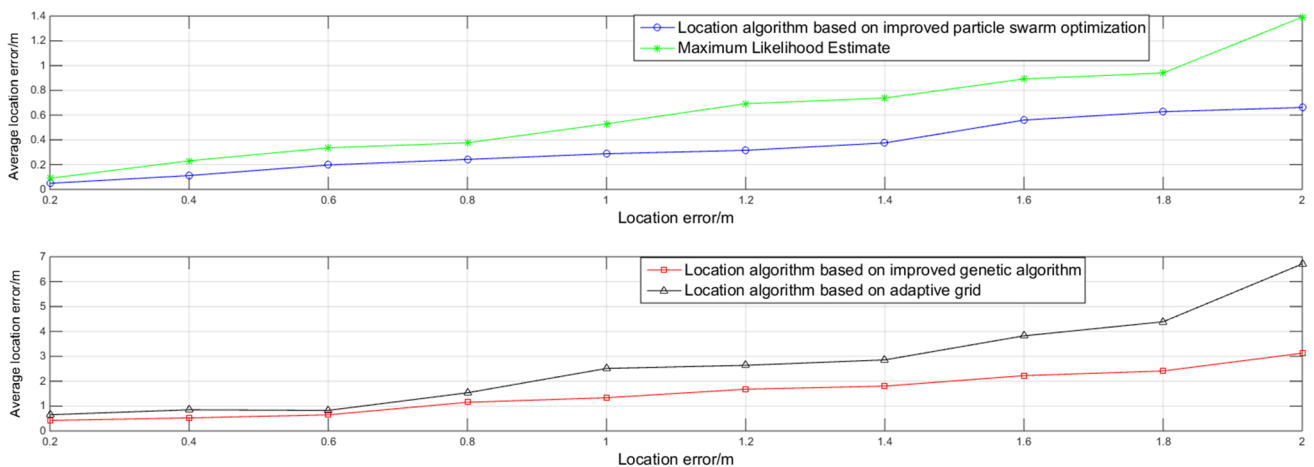 1.4
1.2
1
0.8
0.6
0.4
0.2
0
Average location error/m
Location algorithm based on improved particle swarm optimization
Maximum Likelihood Estimate
0.2 0.4 0.6 0.8 1 1.2 1.4 1.6 1.8 2
Location error/m
7
6
5
4
3
2
1
0
Average location error/m
Location algorithm based on improved genetic algorithm
Location algorithm based on adaptive grid
0.2 0.4 0.6 0.8 1 1.2 1.4 1.6 1.8 2
Location error/m